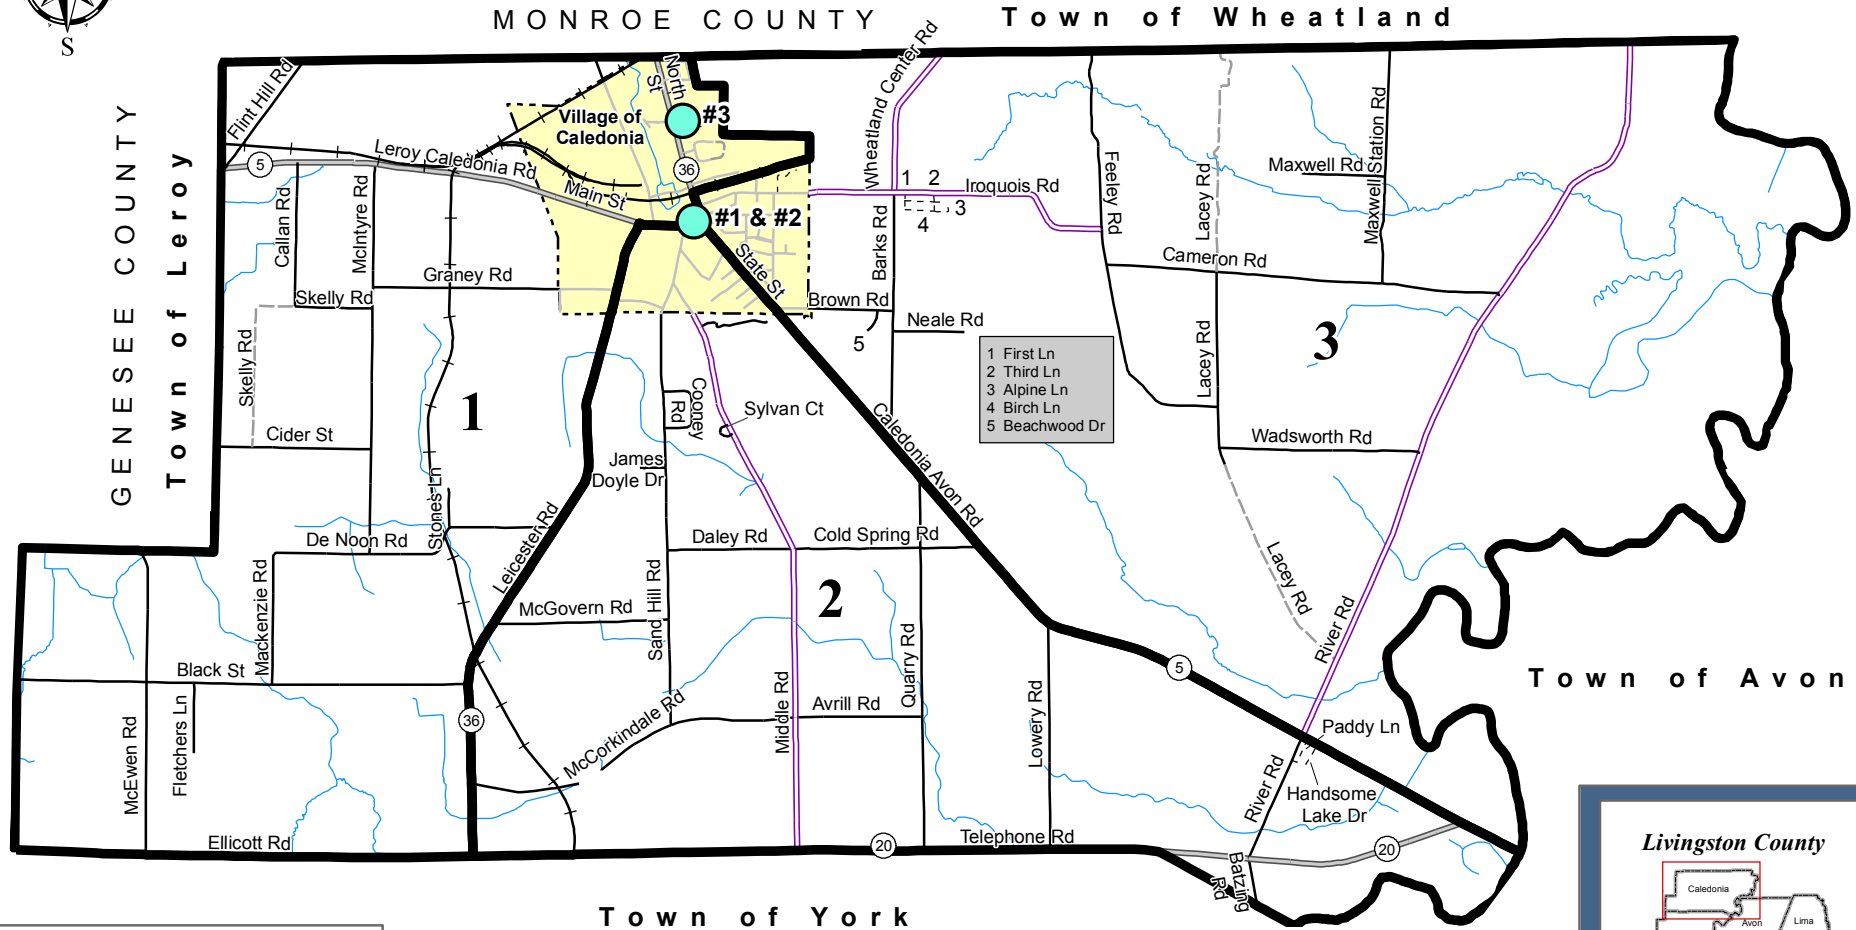 MONROE COUNTY
Town of Wheatland
S
GENESEE COUNTY
Town of Leroy
Flint Hill Rd
North
St
#3
Village of
Caledonia
Wheatland Center Rd
5
Leroy Caledonia Rd
36
Main St
#1 & #2
State St
1 2
3
4
Iroquois Rd
Feeley Rd
Lacey Rd
Maxwell Rd
Maxwell Station Rd
Callan Rd
McIntyre Rd
Graney Rd
Skelly Rd
Skelly Rd
Barks Rd
Brown Rd
Neale Rd
5
Cameron Rd
Lacey Rd
3
1 First Ln
2 Third Ln
3 Alpine Ln
4 Birch Ln
5 Beachwood Dr
1
Cider St
Cooney
Rd
Sylvan Ct
Caledonia Avon Rd
Wadsworth Rd
James
Doyle Dr
Stones Ln
De Noon Rd
Leicester Rd
Daley Rd
Cold Spring Rd
Lacey Rd
River Rd
Mackenzie Rd
McGovern Rd
Sand Hill Rd
2
Quarry Rd
Black St
5
Town of Avon
McEwen Rd
Fletchers Ln
36
McCorkindale Rd
Middle Rd
Avrill Rd
Lowery Rd
Paddy Ln
River Rd
Handsome
Lake Dr
Ellicott Rd
20
Telephone Rd
20
Batzing
Rd
Town of York
Livingston County
Caledonia
Avon
Lima